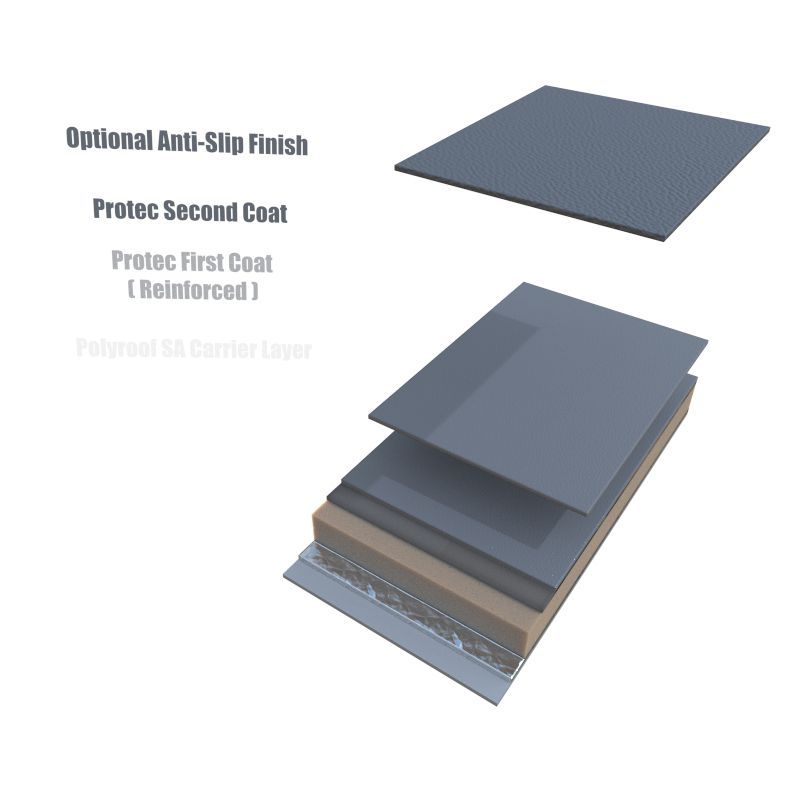 Optional Anti-Slip Finish
Protec Second Coat
Protec First Coat
( Reinforced )
Polyroof SA Carrier Layer